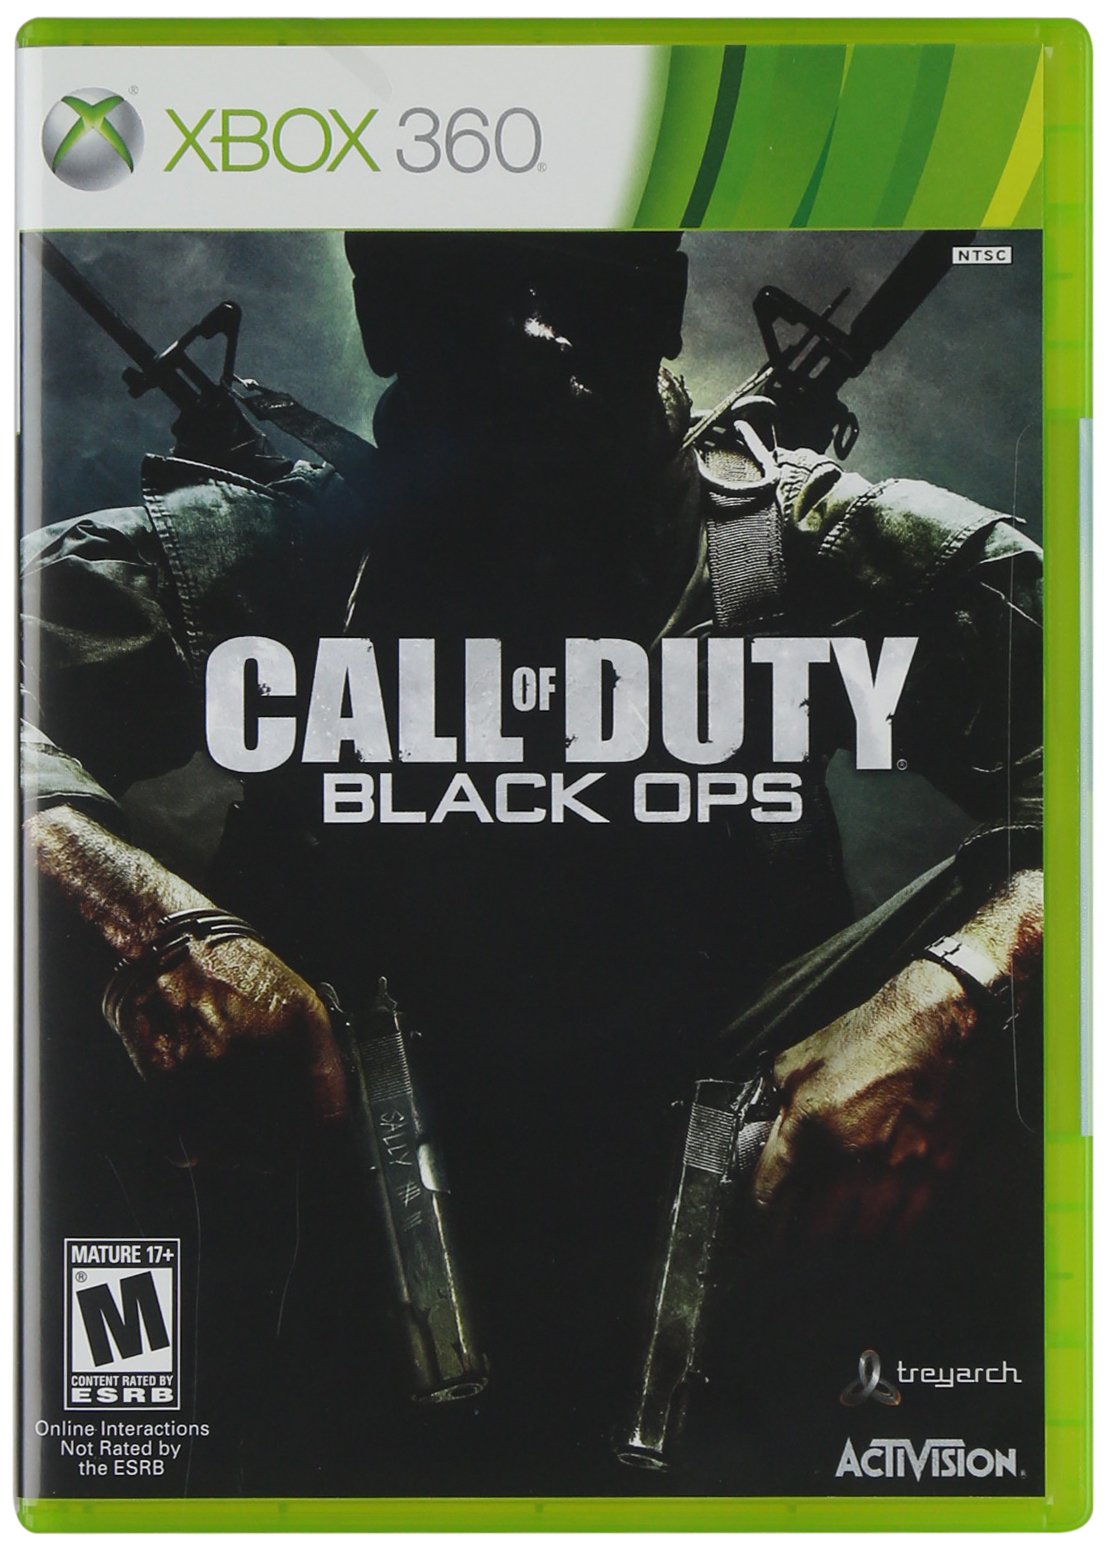 XBOX 360
NTSC
CALL OF DUTY
BLACK OPS
SALLY
MATURE 17+
M
CONTENT RATED BY
ESRB
Online Interactions
Not Rated by
the ESRB
treyarch
ACTIVISION